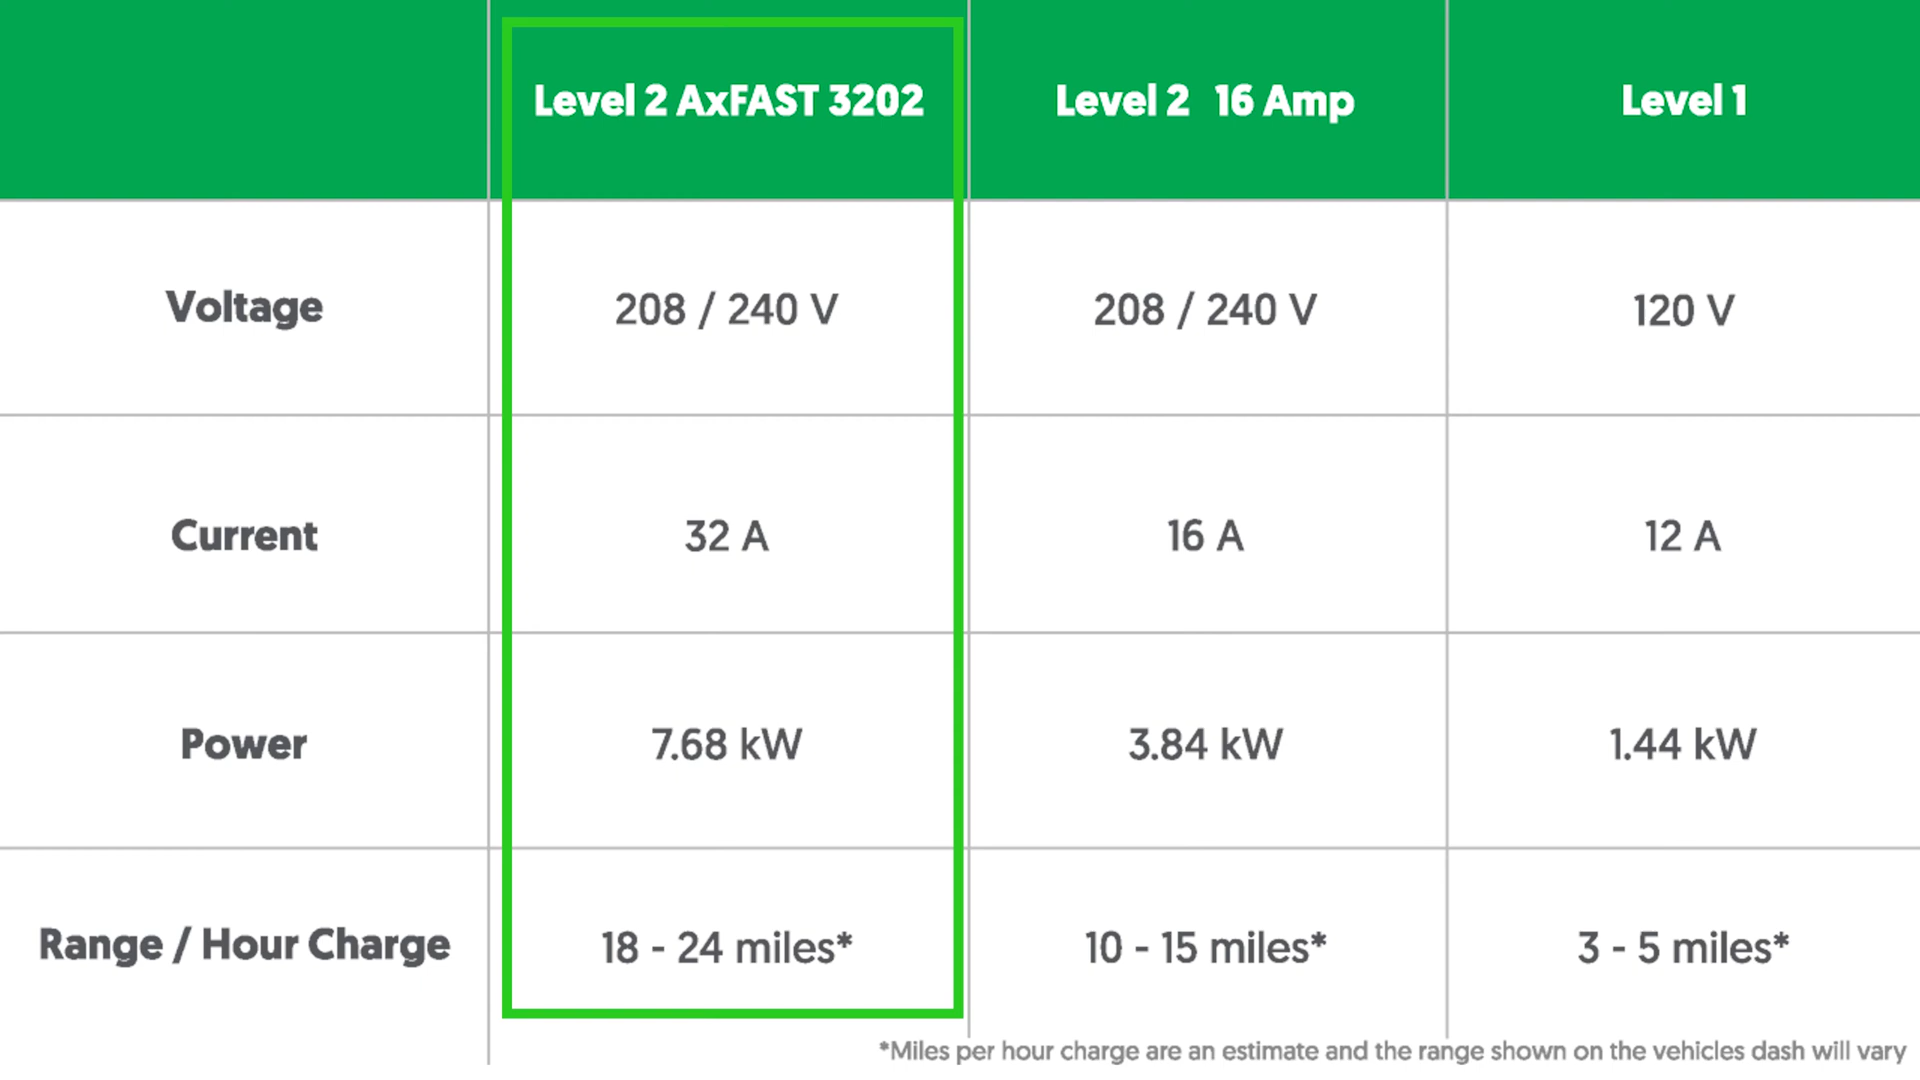 Level 2 AxFAST 3202
Level 2 16 Amp
Level 1
Voltage
208 / 240 V
208 / 240 V
120 V
Current
32 A
16 A
12 A
Power
7.68 kW
3.84 kW
1.44 kW
Range / Hour Charge
18 - 24 miles*
10 - 15 miles*
3 - 5 miles*
*Miles per hour charge are an estimate and the range shown on the vehicles dash will vary